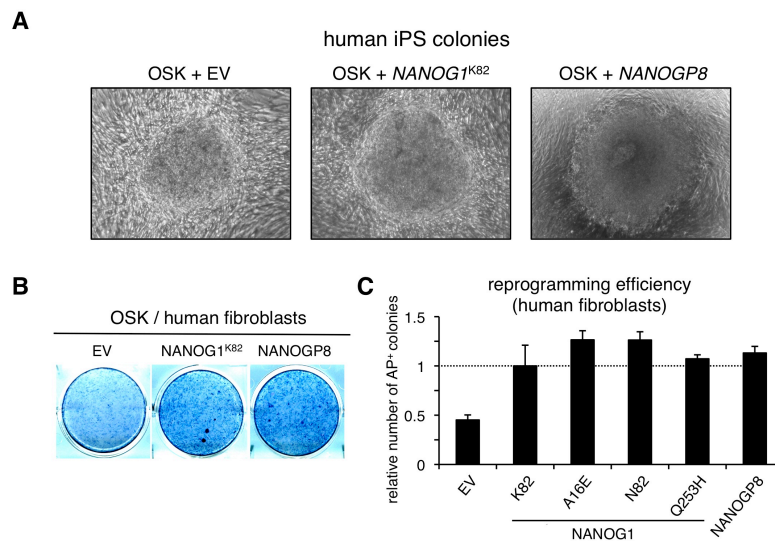 A
human iPS colonies
OSK + EV
OSK + NANOG1K82
OSK + NANOGP8
B
OSK / human fibroblasts
EV
NANOG1K82
NANOGP8
C
reprogramming efficiency
(human fibroblasts)
relative number of AP+ colonies
1.5
1
0.5
0
EV
K82
A16E
N82
Q253H
NANOGP8
NANOG1